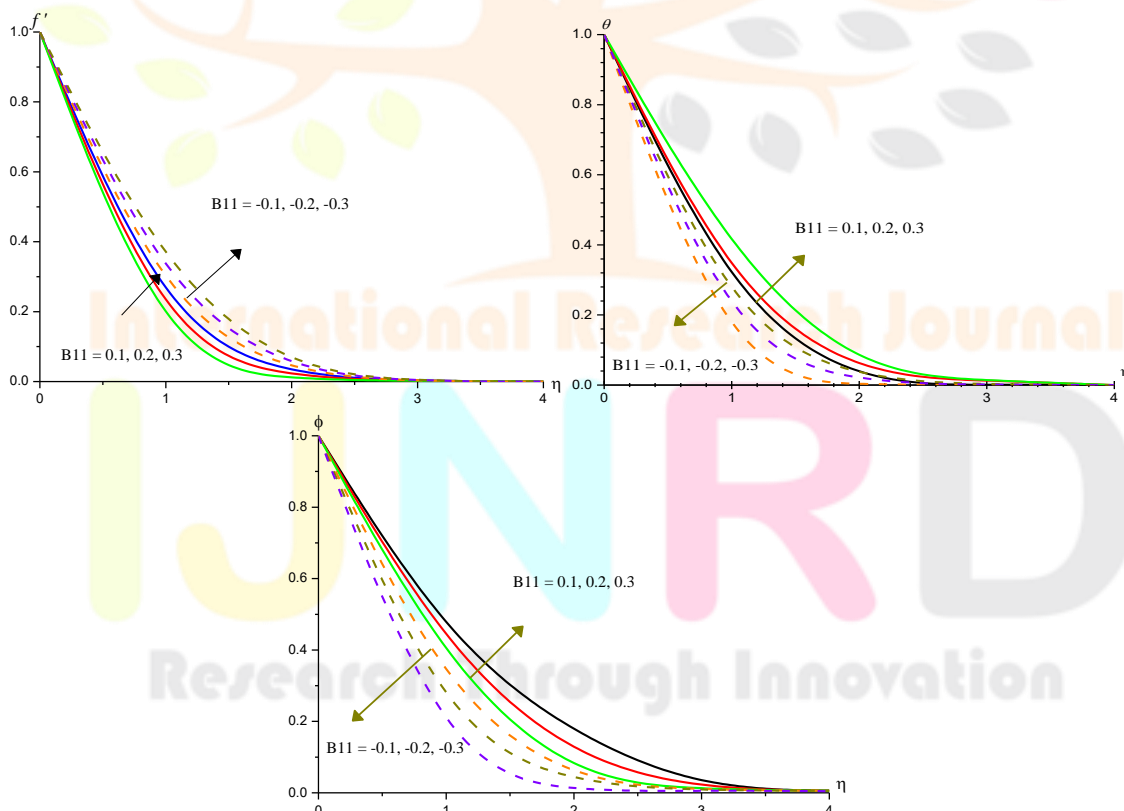 f '
1.0
0.8
0.6
0.4
0.2
0.0
0 1 2 3 4
η
B11 = -0.1, -0.2, -0.3
B11 = 0.1, 0.2, 0.3
θ
1.0
0.8
0.6
0.4
0.2
0.0
0 1 2 3 4
B11 = 0.1, 0.2, 0.3
B11 = -0.1, -0.2, -0.3
International Research Journal
IJNRD
ϕ
1.0
0.8
0.6
0.4
0.2
0.0
0 1 2 3 4
η
B11 = 0.1, 0.2, 0.3
B11 = -0.1, -0.2, -0.3
Research Through Innovation